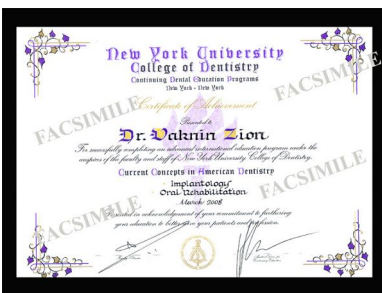 New York University
College of Dentistry
Continuing Dental Education Programs
New York - New York
FACSIMILE
Certificate of Achievement
Presented to
FACSIMILE
Dr. Vaknin Zion
For successfully completing an advanced international education program under the
auspices of the faculty and staff of New York University College of Dentistry.
Current Concepts in American Dentistry
FACSIMILE
Implantology
Oral Rehabilitation
March 2008
FACSIMILE
Presented in acknowledgement of your commitment to furthering
your education to better serve your patients and profession.